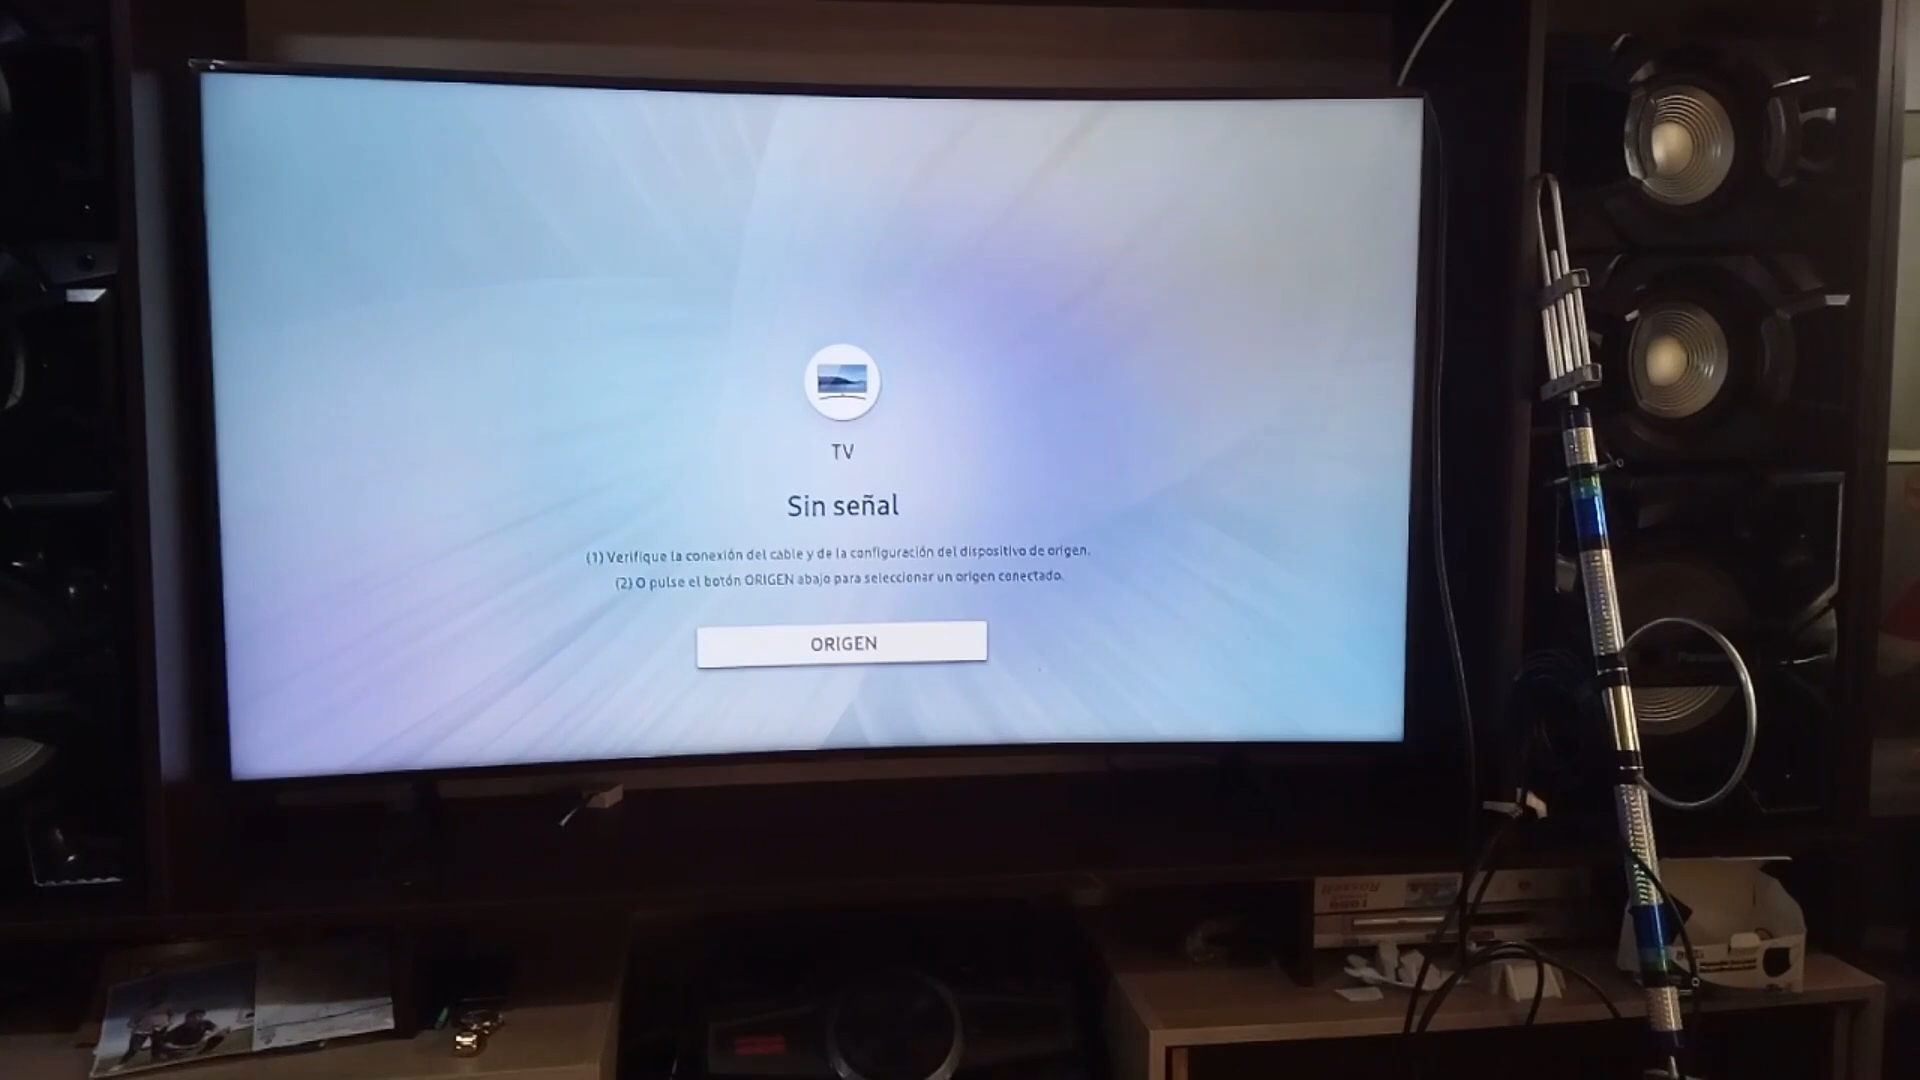 TV
Sin señal
(1) Verifique la conexión del cable y de la configuración del dispositivo de origen.
(2) O pulse el botón ORIGEN abajo para seleccionar un origen conectado.
ORIGEN
Panasonic